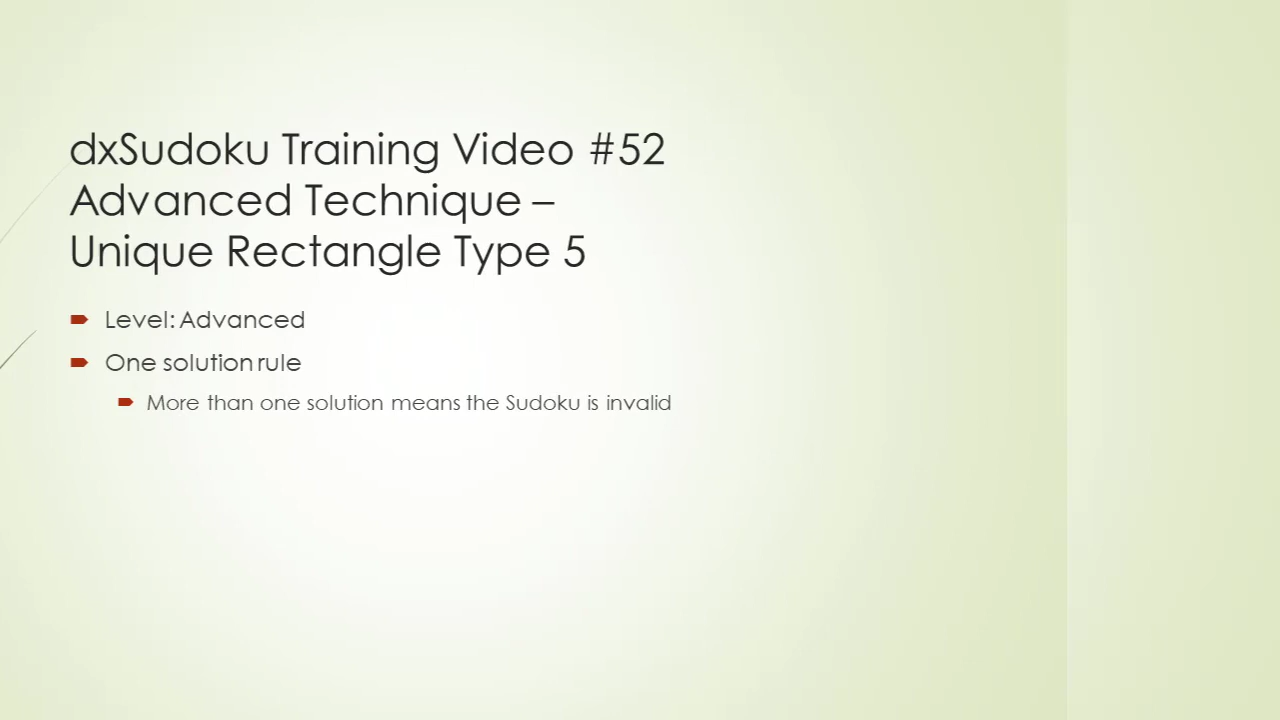 dxSudoku Training Video #52
Advanced Technique –
Unique Rectangle Type 5
Level: Advanced
One solution rule
More than one solution means the Sudoku is invalid